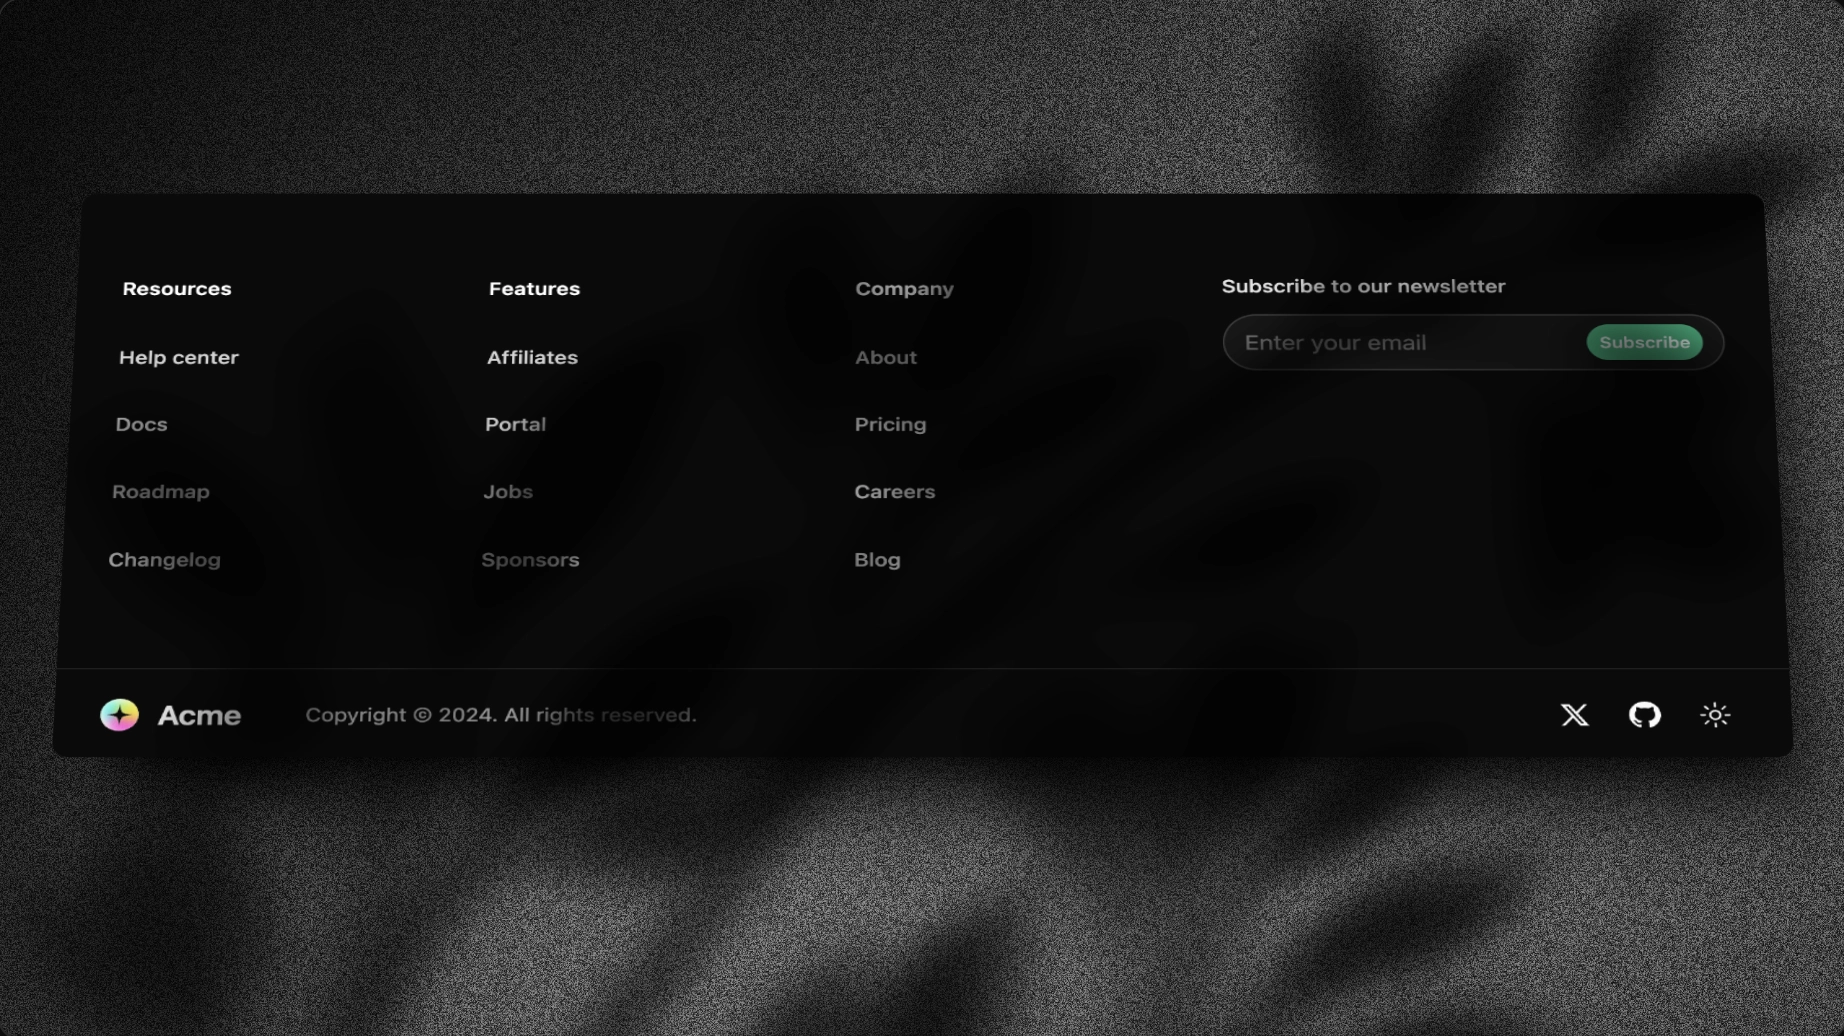 Resources
Help center
Docs
Roadmap
Changelog
Features
Affiliates
Portal
Jobs
Sponsors
Company
About
Pricing
Careers
Blog
Subscribe to our newsletter
Enter your email
Subscribe
Acme
Copyright © 2024. All rights reserved.